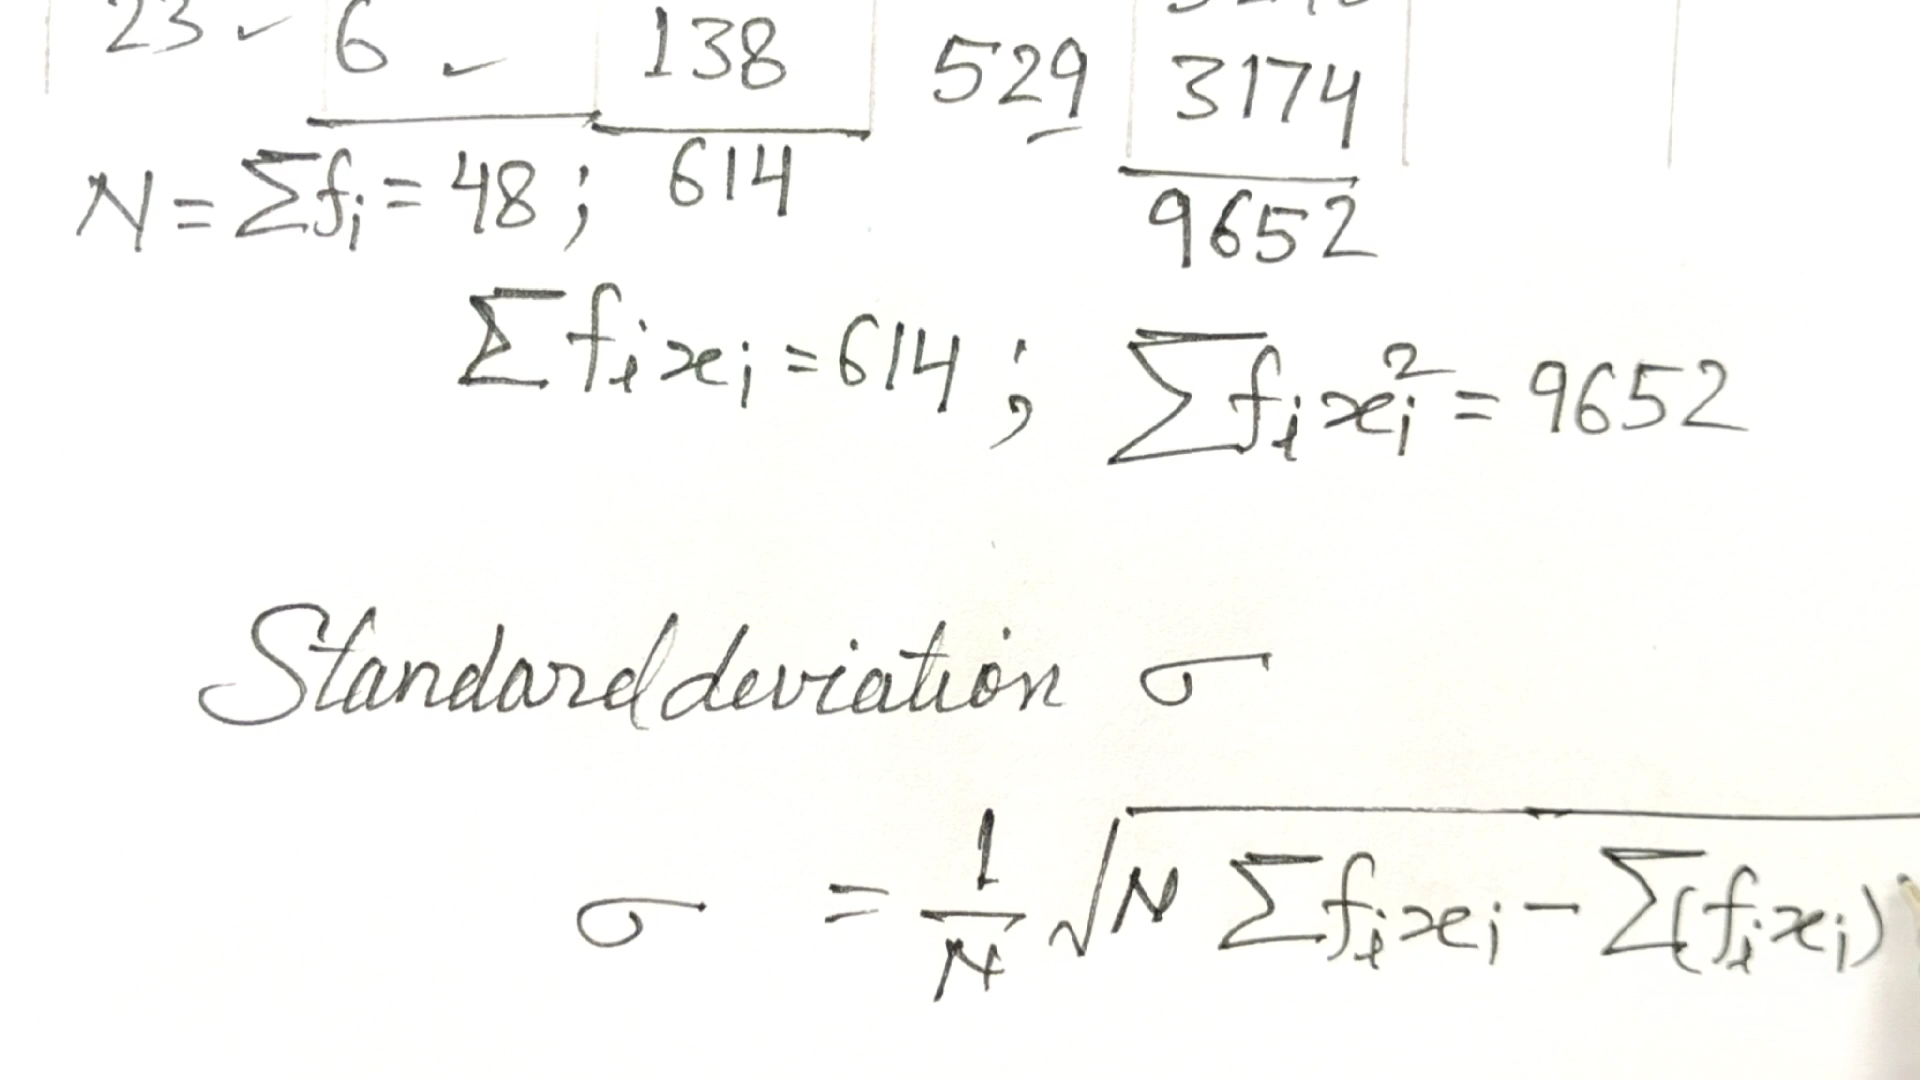 23 ✓ 6 ✓ 138 529 3174
N = Σfᵢ = 48 ; 614 9652
Σfᵢxᵢ = 614 ; Σfᵢxᵢ² = 9652
Standard deviation σ
σ = 1/N √N Σfᵢxᵢ - Σ(fᵢxᵢ)